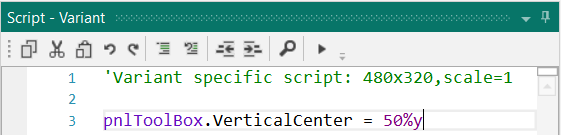 Script - Variant
1 'Variant specific script: 480x320,scale=1
2
3 pnlToolBox.VerticalCenter = 50%y